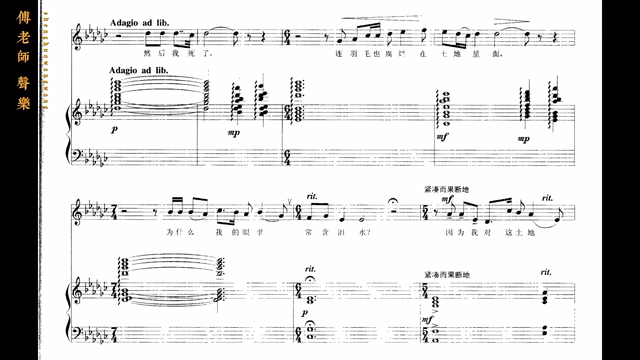 傅老師 聲樂
Adagio ad lib.
然后我死了，
连羽毛也腐烂在土地里面，
Adagio ad lib.
p
mp
mf
mp
紧凑而果断地
rit.
mf
rit.
为什么 我的眼里 常含泪水？
因为我对这土地
rit.
紧凑而果断地
rit.
mf